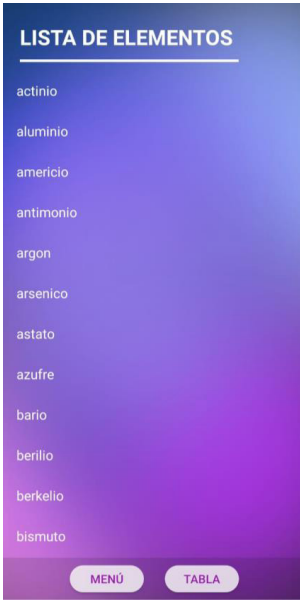 LISTA DE ELEMENTOS
actinio
aluminio
americio
antimonio
argon
arsenico
astato
azufre
bario
berilio
berkelio
bismuto
MENÚ TABLA